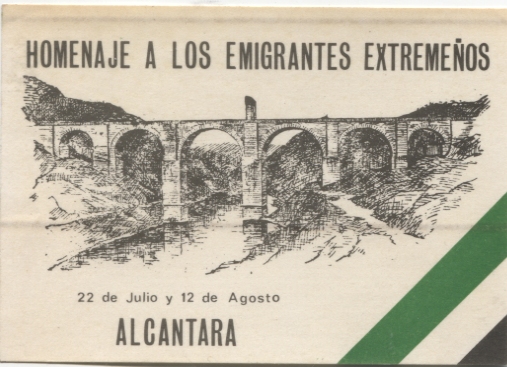 HOMENAJE A LOS EMIGRANTES EXTREMEÑOS
22 de Julio y 12 de Agosto
ALCANTARA